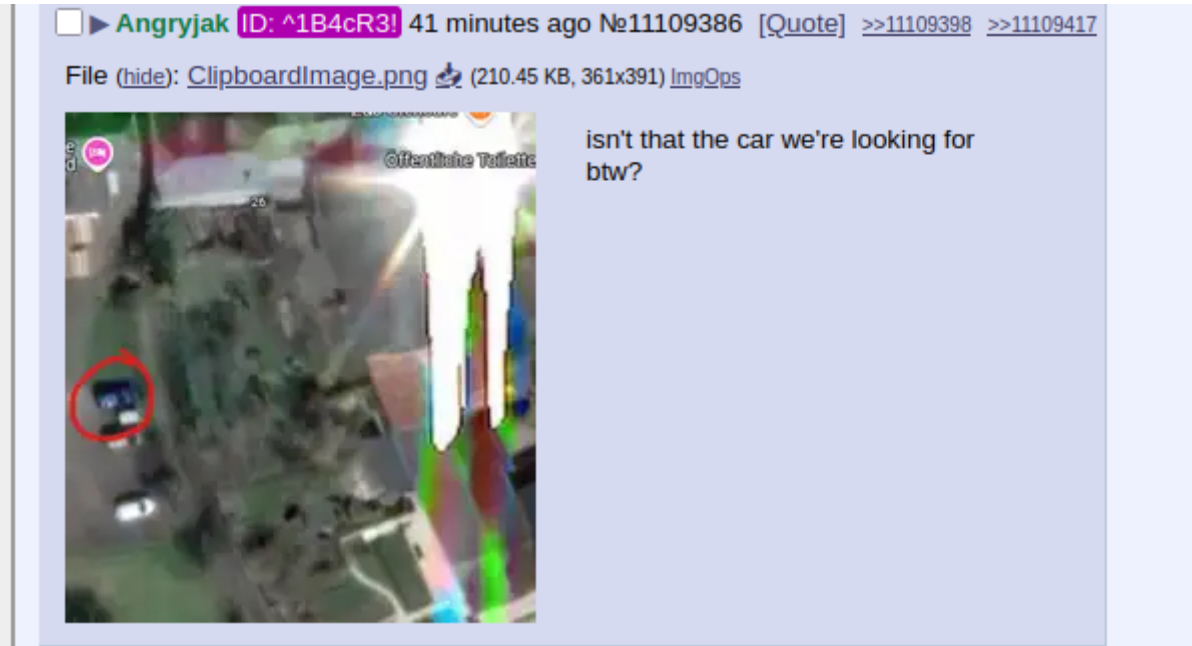 ▶ Angryjak ID: ^1B4cR3! 41 minutes ago №11109386 [Quote] >>11109398 >>11109417
File (hide): ClipboardImage.png 📥 (210.45 KB, 361x391) ImgOps
isn't that the car we're looking for
btw?
e
d
Öffentliche Toilette
26